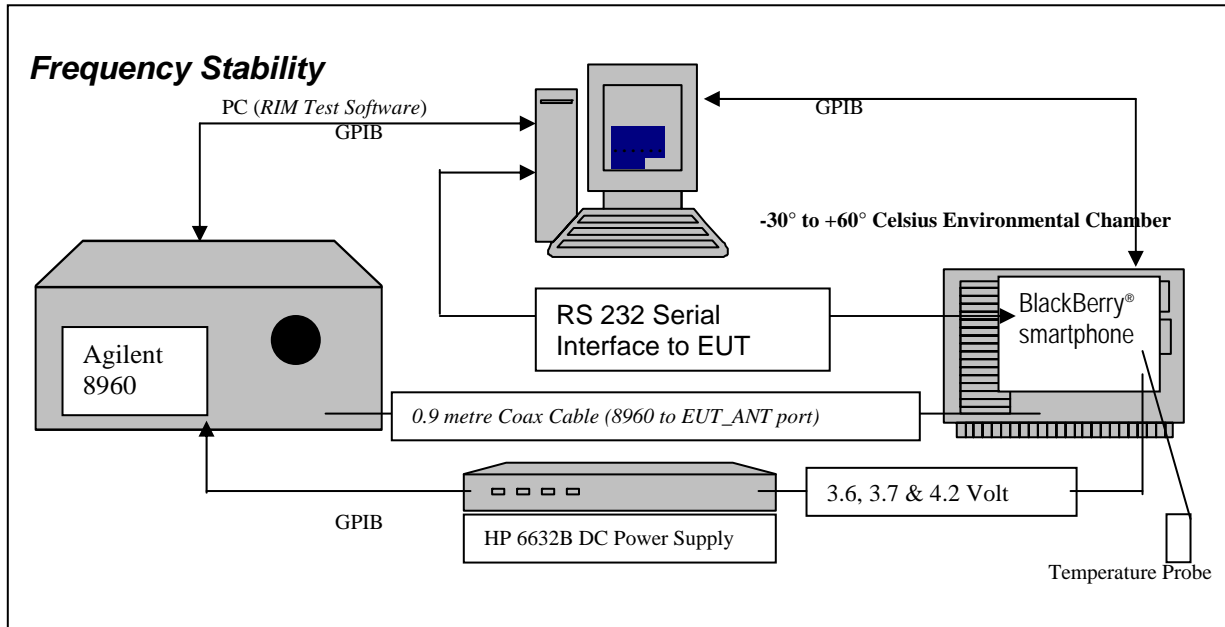 Frequency Stability
PC (RIM Test Software)
GPIB
GPIB
-30° to +60° Celsius Environmental Chamber
RS 232 Serial
Interface to EUT
BlackBerry®
smartphone
Agilent
8960
0.9 metre Coax Cable (8960 to EUT_ANT port)
3.6, 3.7 & 4.2 Volt
GPIB
HP 6632B DC Power Supply
Temperature Probe